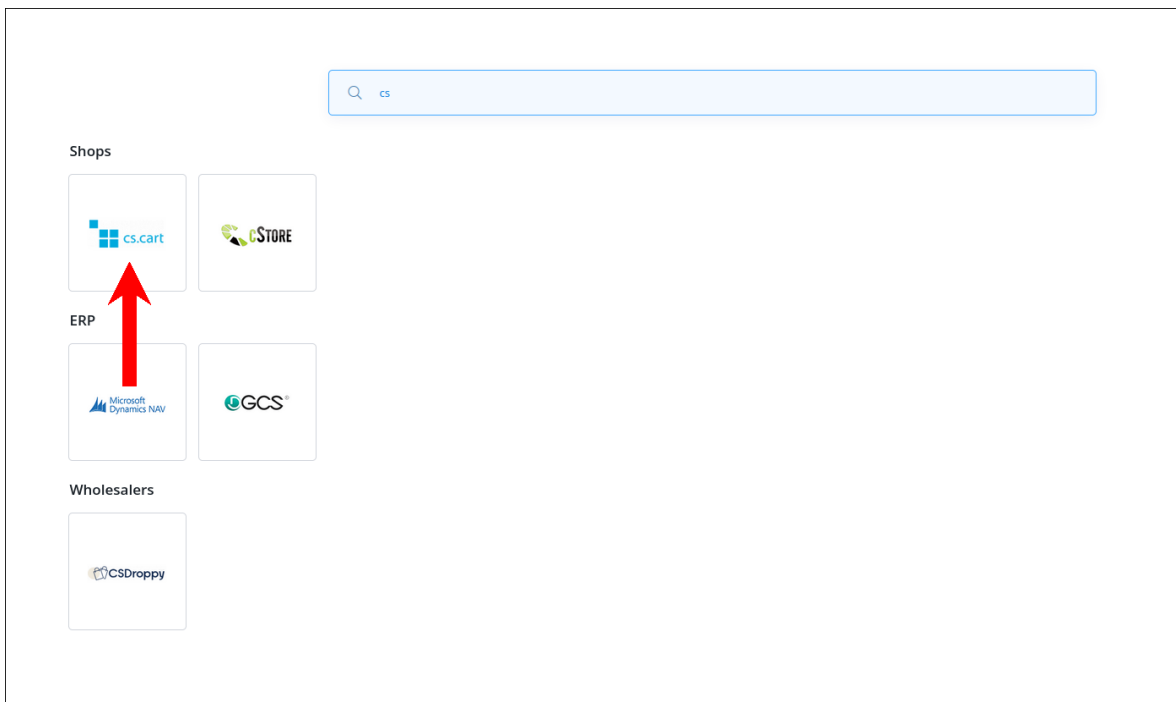 cs
Shops
cs.cart
cStore
ERP
Microsoft
Dynamics NAV
GCS®
Wholesalers
CSDroppy